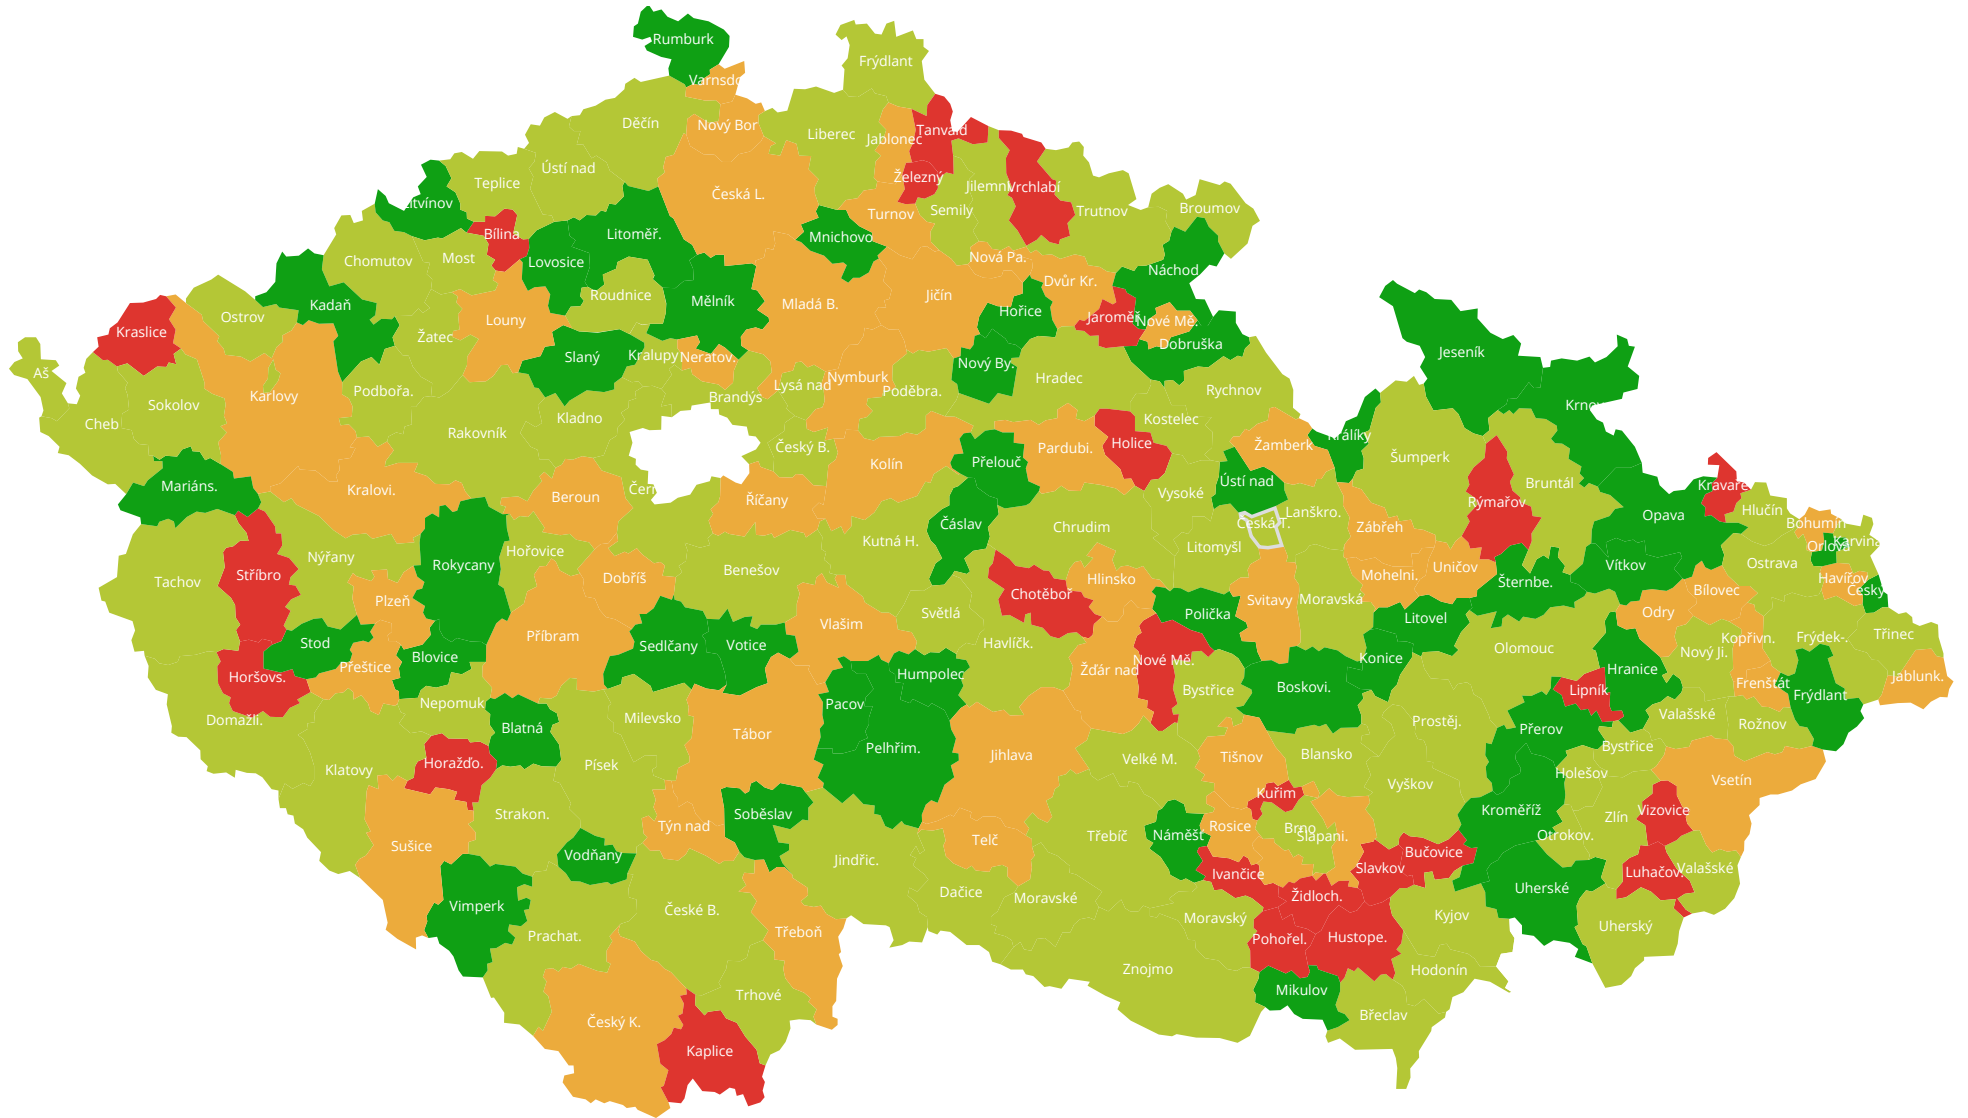 Rumburk
Frýdlant
Varnsdo
Děčín
Nový Bor
Liberec
Jablonec
Tanvald
Ústí nad
Teplice
Železný
Jilemni
Vrchlabí
Česká L.
Litvínov
Semily
Turnov
Trutnov
Broumov
Bílina
Litoměř.
Mnichovo
Most
Chomutov
Lovosice
Nová Pa.
Náchod
Dvůr Kr.
Roudnice
Mělník
Mladá B.
Jičín
Kadaň
Hořice
Ostrov
Louny
Jaroměř
Nové Mě.
Kraslice
Žatec
Dobruška
Jeseník
Slaný
Kralupy
Neratov.
Nový By.
Aš
Nymburk
Hradec
Lysá nad
Poděbra.
Rychnov
Podbořa.
Karlovy
Brandýs
Sokolov
Krnov
Kladno
Kostelec
Cheb
Rakovník
Králíky
Český B.
Pardubi.
Holice
Žamberk
Šumperk
Kolín
Přelouč
Ústí nad
Bruntál
Mariáns.
Kralovi.
Beroun
Čern
Říčany
Vysoké
Kravaře
Rýmařov
Hlučín
Opava
Lanškro.
Česká T.
Bohumín
Čáslav
Chrudim
Zábřeh
Kutná H.
Litomyšl
Orlová
Karviná
Hořovice
Nýřany
Rokycany
Vítkov
Ostrava
Benešov
Stříbro
Tachov
Dobříš
Hlinsko
Mohelni.
Uničov
Šternbe.
Havířov
Bílovec
Český
Chotěboř
Plzeň
Svitavy
Moravská
Světlá
Polička
Odry
Litovel
Vlašim
Příbram
Kopřivn.
Frýdek-.
Třinec
Stod
Sedlčany
Votice
Havlíčk.
Olomouc
Nový Ji.
Blovice
Konice
Nové Mě.
Přeštice
Žďár nad
Hranice
Horšovs.
Humpolec
Boskovi.
Jablunk.
Frenštát
Bystřice
Lipník
Frýdlant
Nepomuk
Pacov
Valašské
Domažli.
Milevsko
Prostěj.
Rožnov
Blatná
Přerov
Tábor
Pelhřim.
Bystřice
Jihlava
Blansko
Tišnov
Velké M.
Horažďo.
Písek
Klatovy
Holešov
Vsetín
Vyškov
Kuřim
Strakon.
Soběslav
Kroměříž
Vizovice
Zlín
Týn nad
Rosice
Brno
Šlapani.
Třebíč
Náměšť
Otrokov.
Telč
Sušice
Bučovice
Vodňany
Jindřic.
Slavkov
Valašské
Ivančice
Luhačov.
Uherské
Dačice
Židloch.
Moravské
Vimperk
České B.
Kyjov
Moravský
Uherský
Třeboň
Prachat.
Pohořel.
Hustope.
Znojmo
Hodonín
Mikulov
Trhové
Břeclav
Český K.
Kaplice